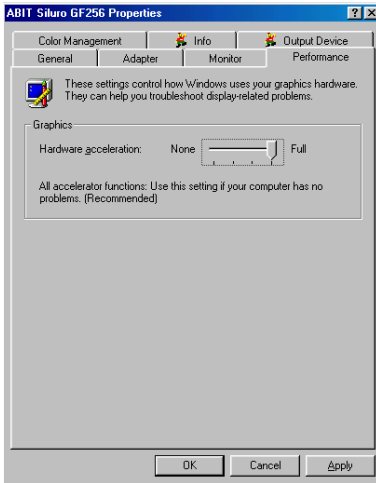 ABIT Siluro GF256 Properties
Color Management
Info
Output Device
General
Adapter
Monitor
Performance
These settings control how Windows uses your graphics hardware.
They can help you troubleshoot display-related problems.
Graphics
Hardware acceleration:
None
Full
All accelerator functions: Use this setting if your computer has no
problems. (Recommended)
OK
Cancel
Apply